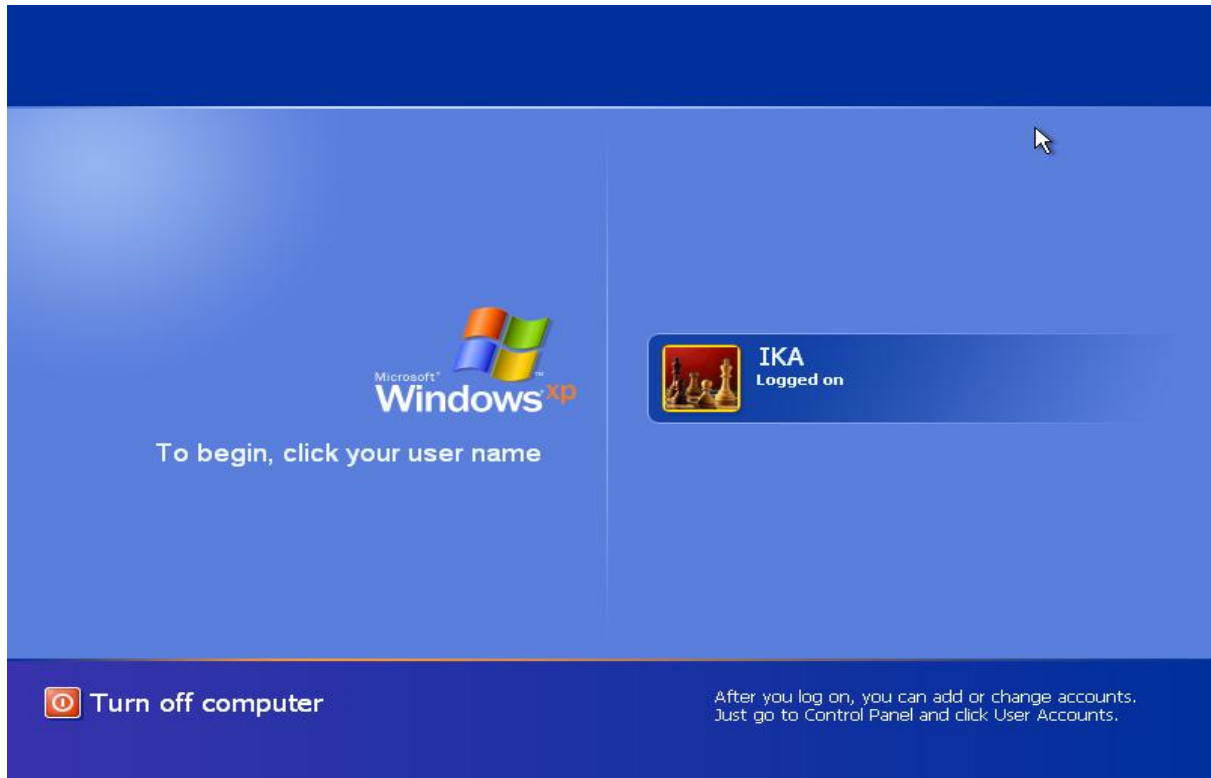 Microsoft®
Windows xp™
To begin, click your user name
IKA
Logged on
Turn off computer
After you log on, you can add or change accounts.
Just go to Control Panel and click User Accounts.